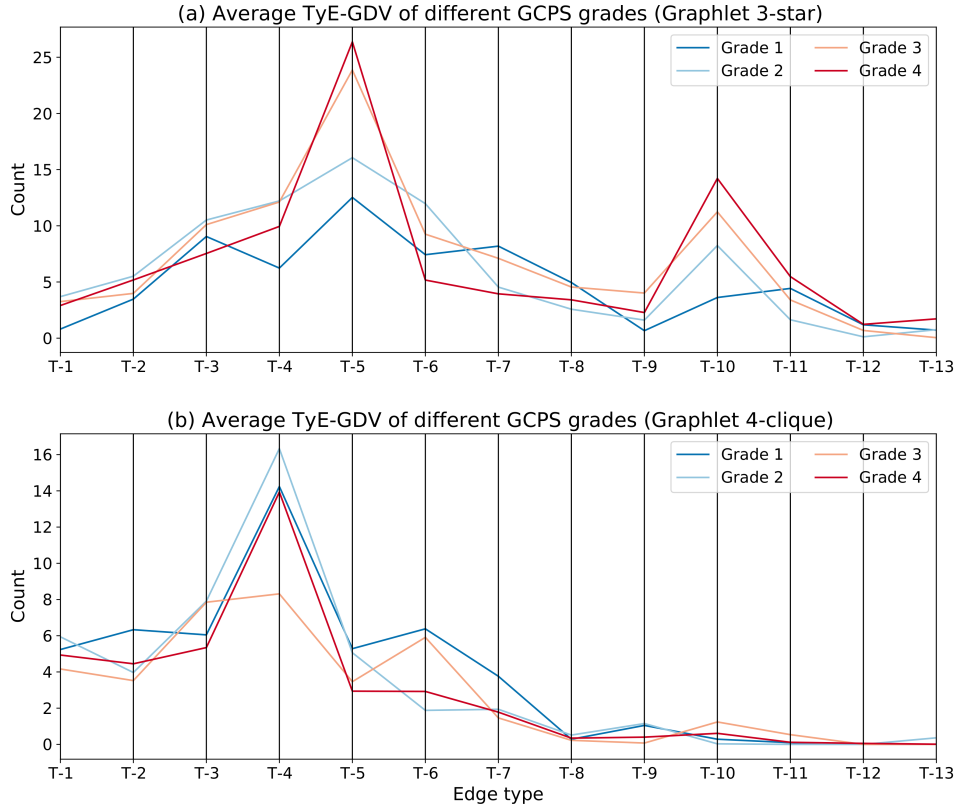 (a) Average TyE-GDV of different GCPS grades (Graphlet 3-star)
Count
25
20
15
10
5
0
Grade 1
Grade 2
Grade 3
Grade 4
T-1 T-2 T-3 T-4 T-5 T-6 T-7 T-8 T-9 T-10 T-11 T-12 T-13
(b) Average TyE-GDV of different GCPS grades (Graphlet 4-clique)
Count
16
14
12
10
8
6
4
2
0
Grade 1
Grade 2
Grade 3
Grade 4
T-1 T-2 T-3 T-4 T-5 T-6 T-7 T-8 T-9 T-10 T-11 T-12 T-13
Edge type